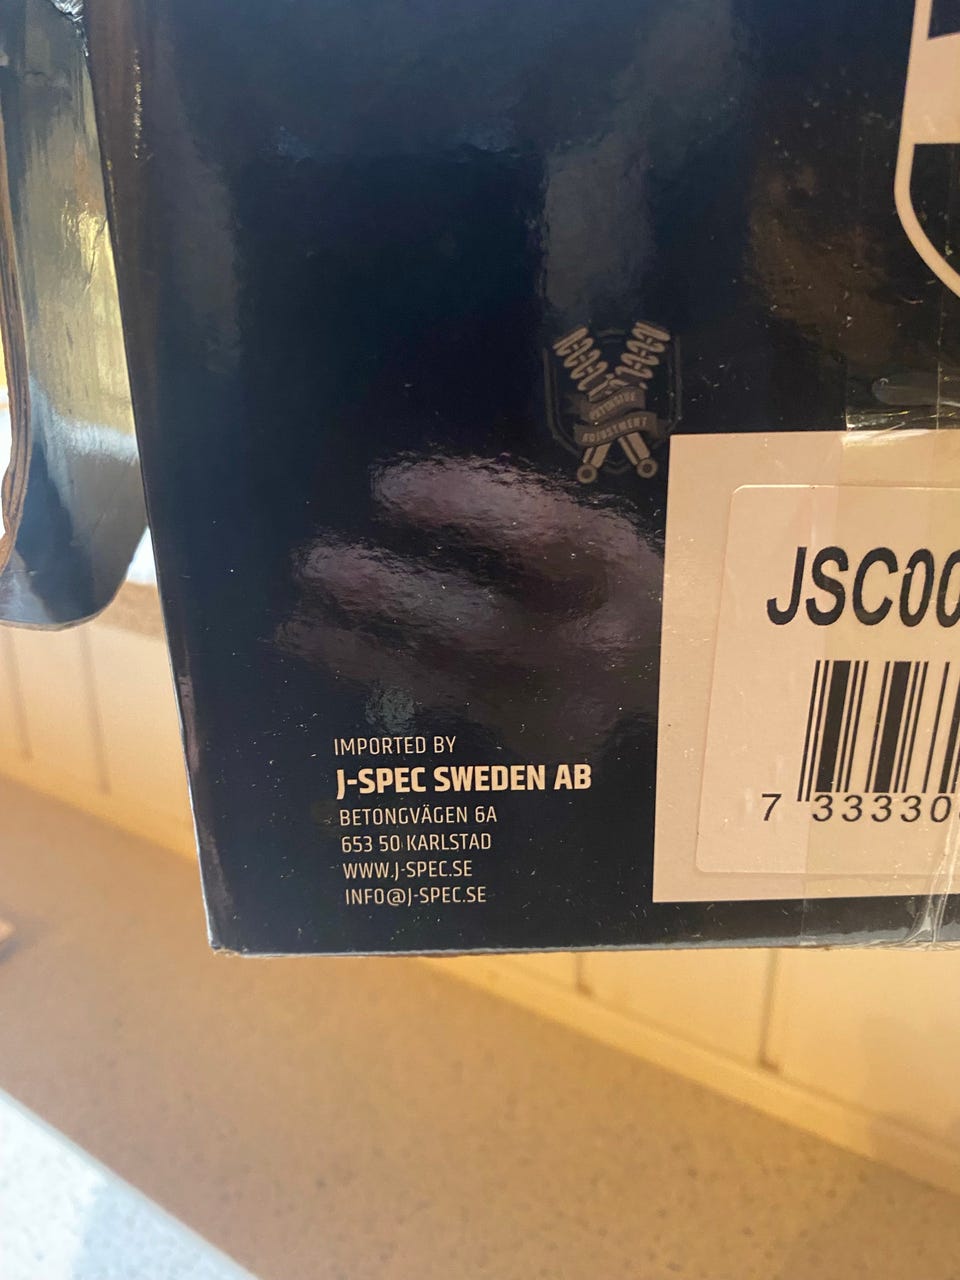 ADJUSTMENT
JSC00
7 33330
IMPORTED BY
J-SPEC SWEDEN AB
BETONGVÄGEN 6A
653 50 KARLSTAD
WWW.J-SPEC.SE
INFO@J-SPEC.SE